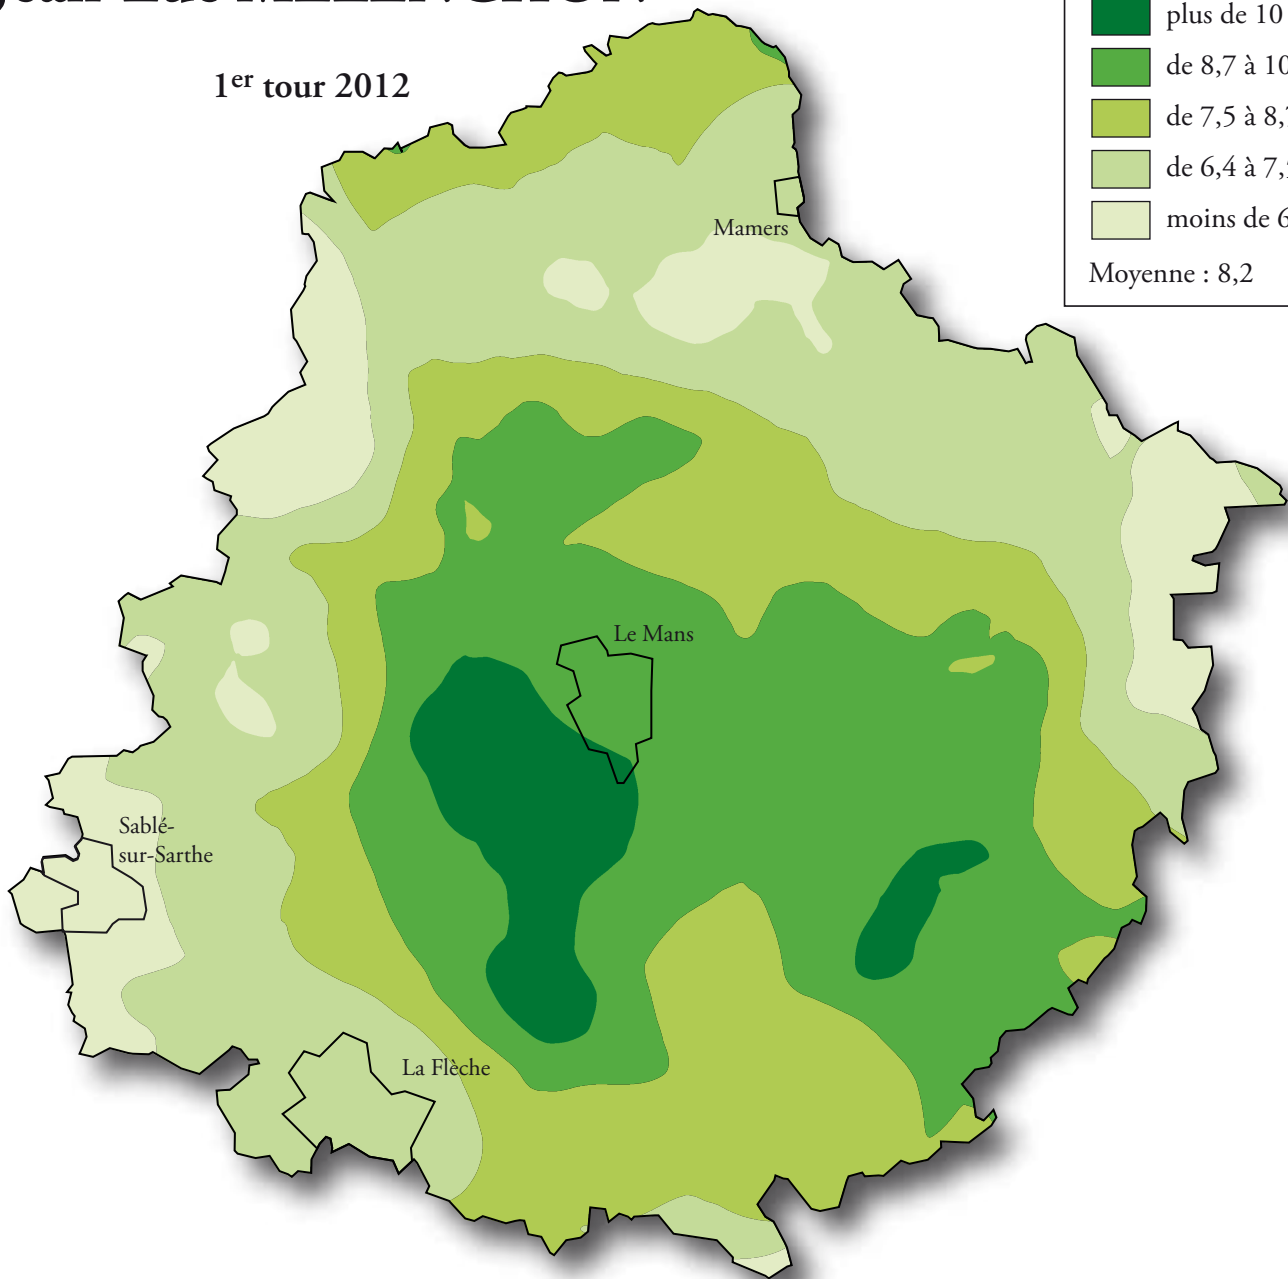 1er tour 2012
plus de 10
de 8,7 à 10
de 7,5 à 8,
de 6,4 à 7,
moins de 6
Moyenne : 8,2
Mamers
Le Mans
Sablé-
sur-Sarthe
La Flèche